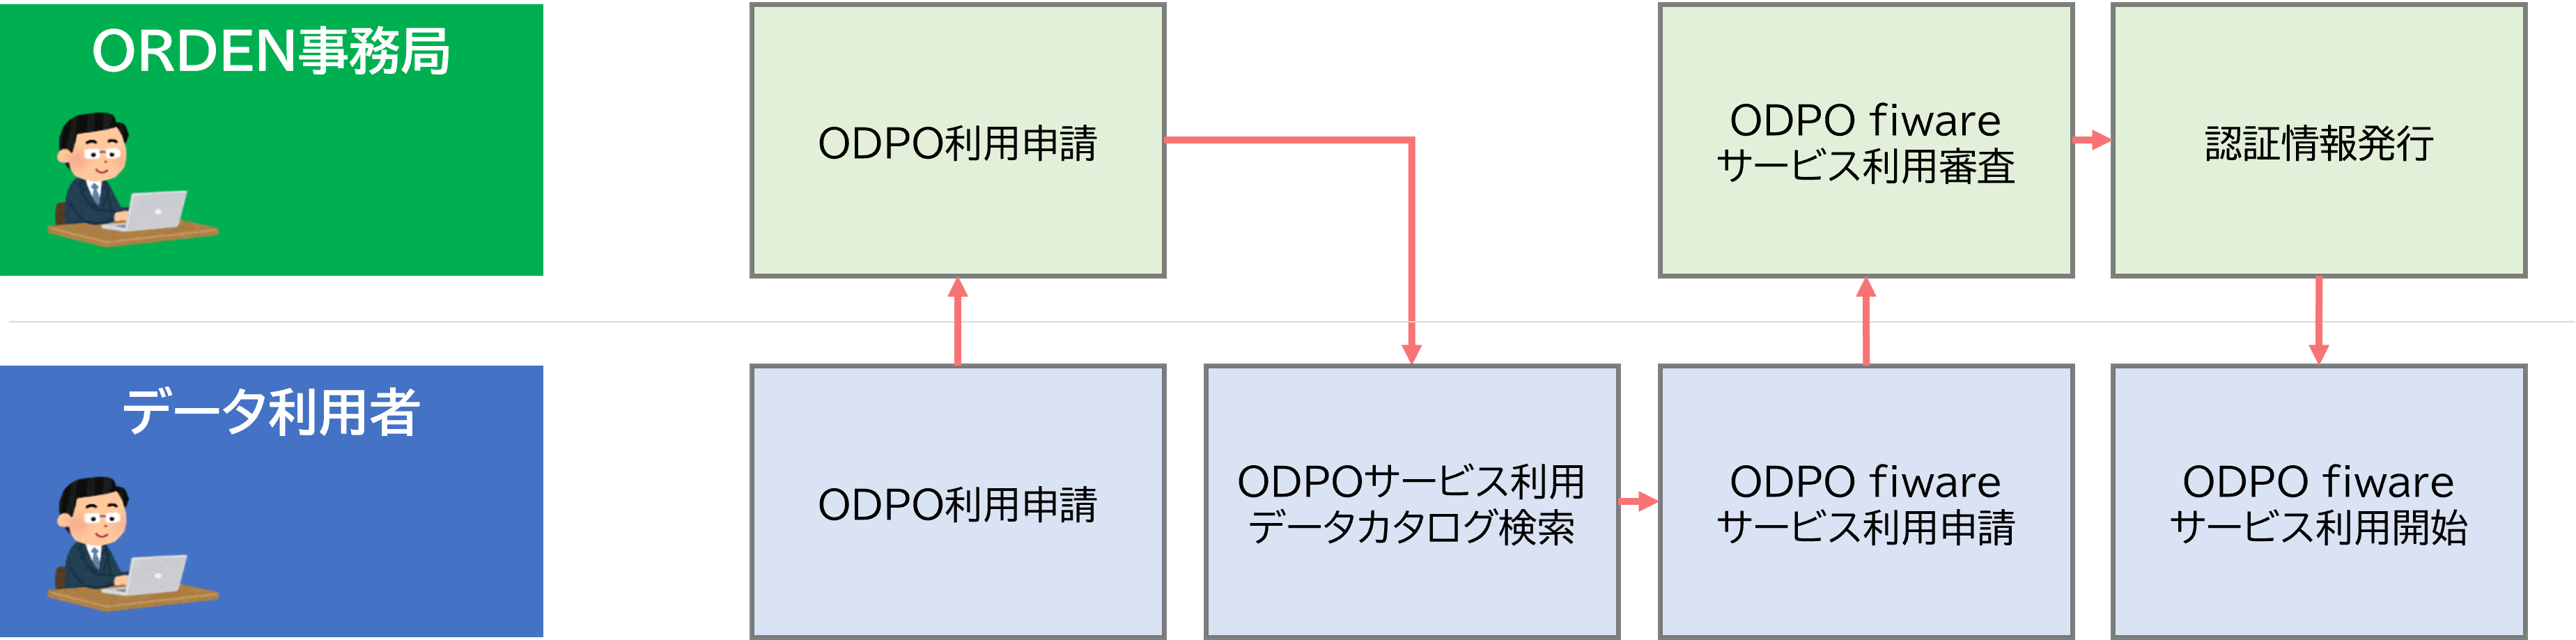 ORDEN事務局
ODPO利用申請
ODPO fiware
サービス利用審査
認証情報発行
データ利用者
ODPO利用申請
ODPOサービス利用
データカタログ検索
ODPO fiware
サービス利用申請
ODPO fiware
サービス利用開始